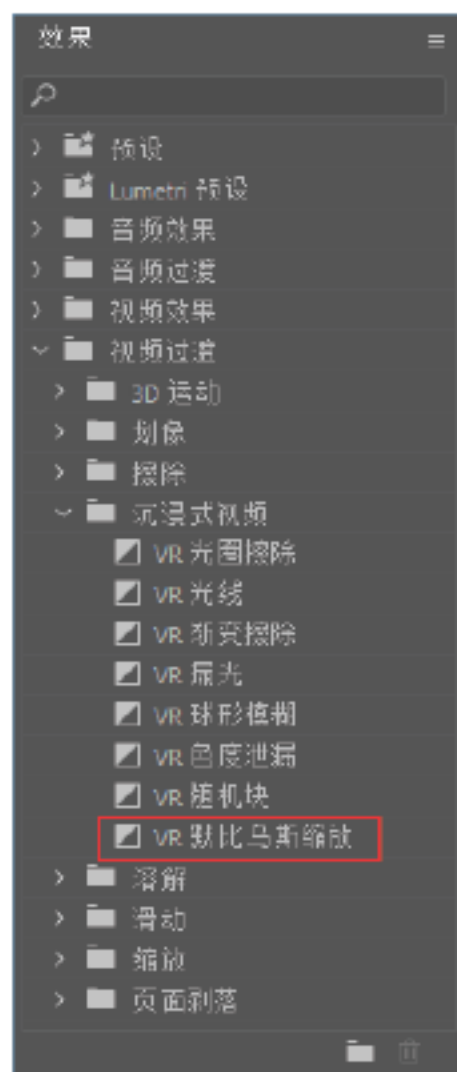 效果
预设
Lumetri 预设
音频效果
音频过渡
视频效果
视频过渡
3D 运动
划像
擦除
沉浸式视频
VR 光圈擦除
VR 光线
VR 渐变擦除
VR 漏光
VR 球形模糊
VR 色度泄漏
VR 随机块
VR 默比乌斯缩放
溶解
滑动
缩放
页面剥落